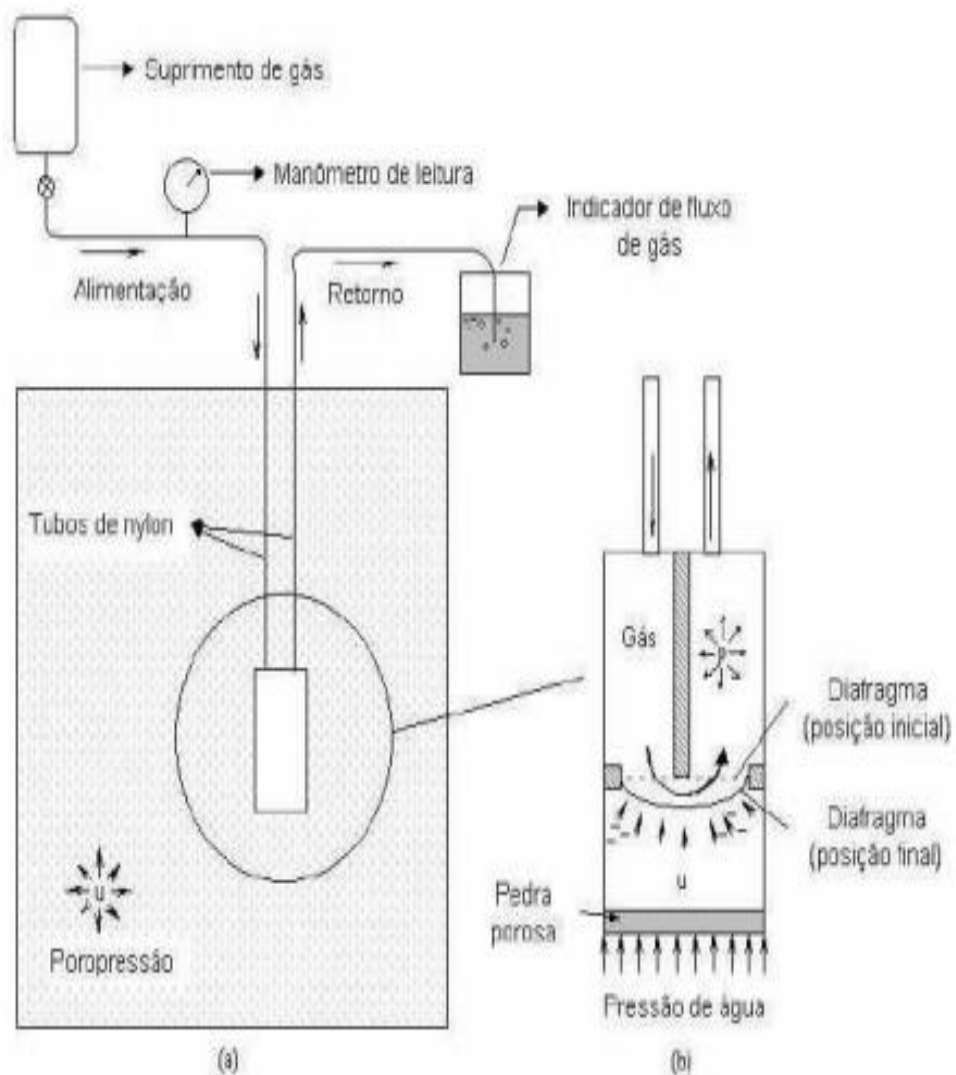 Suprimento de gás
Manômetro de leitura
Indicador de fluxo
de gás
Alimentação
Retorno
Tubos de nylon
Gás
p
Diafragma
(posição inicial)
Diafragma
(posição final)
u
u
Pedra
porosa
Poropressão
Pressão de água
(a)
(b)